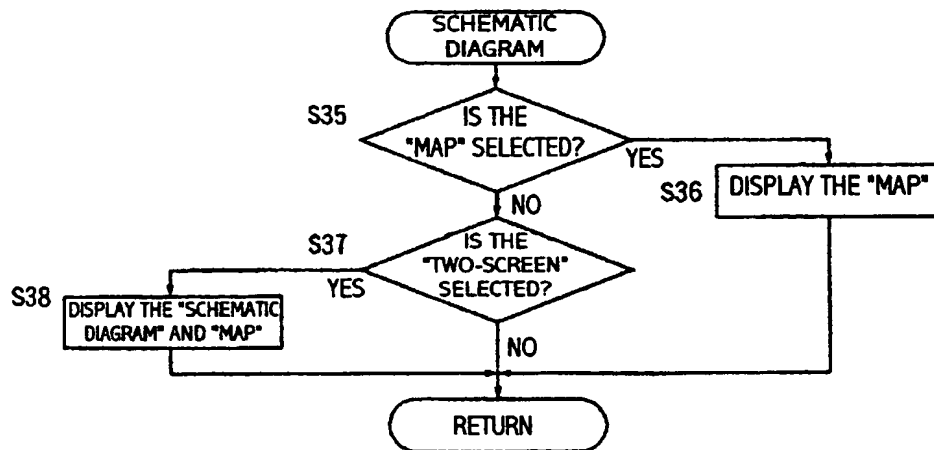 SCHEMATIC
DIAGRAM
S35
IS THE
"MAP" SELECTED?
YES
S36
DISPLAY THE "MAP"
NO
S37
IS THE
"TWO-SCREEN"
SELECTED?
YES
S38
DISPLAY THE "SCHEMATIC
DIAGRAM" AND "MAP"
NO
RETURN